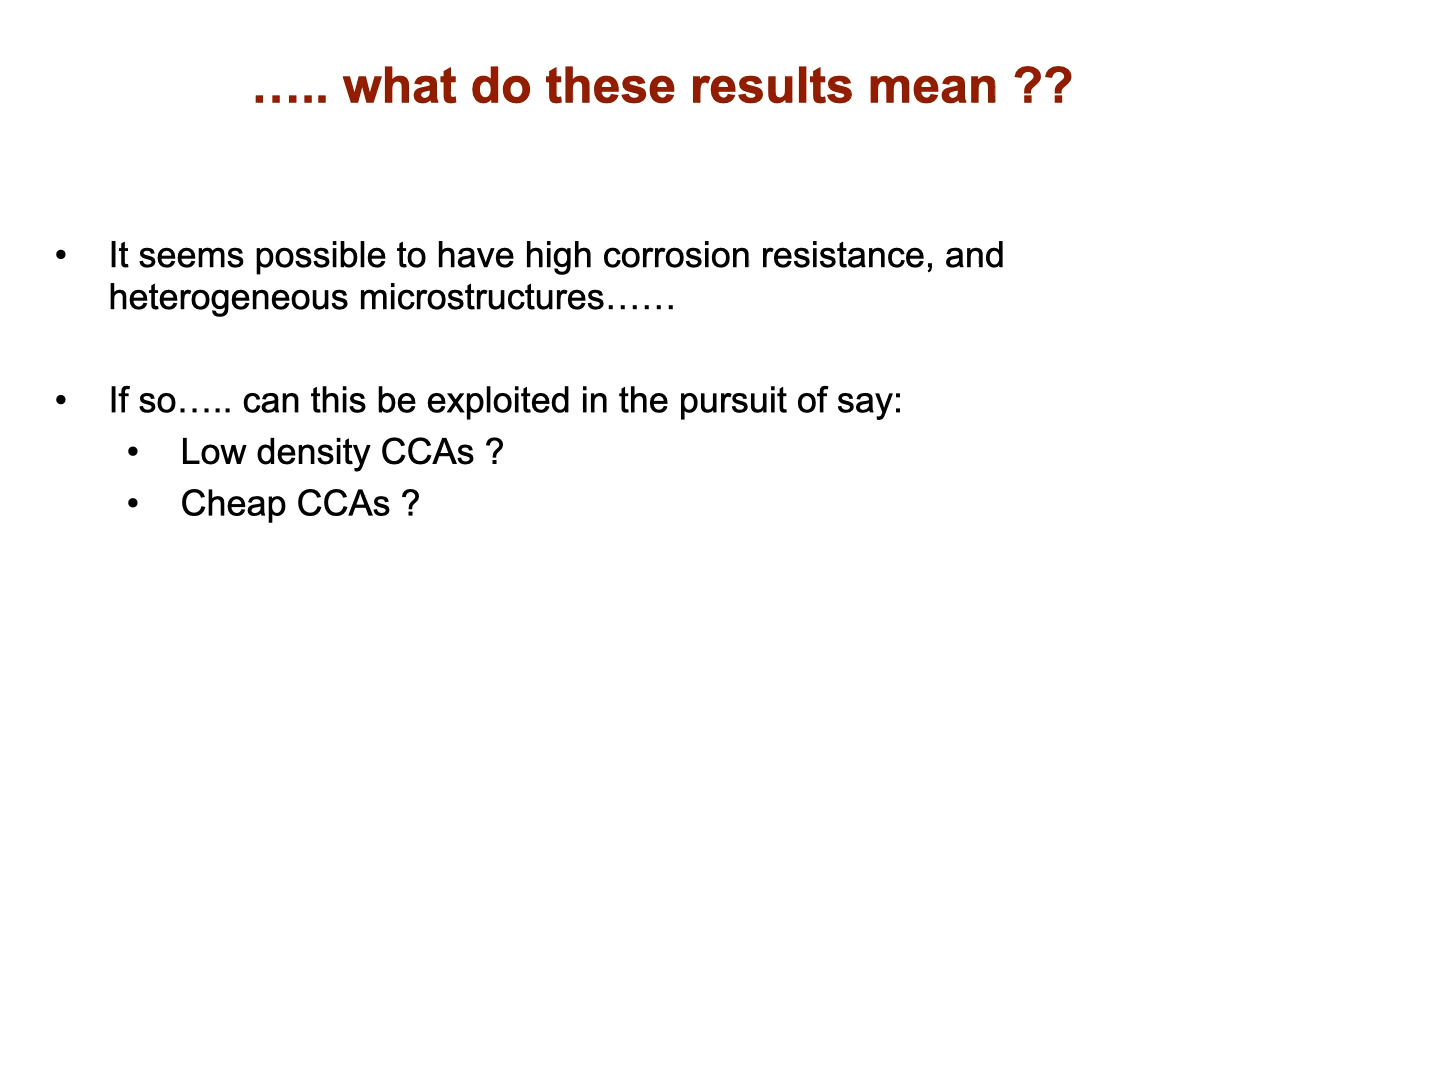 ….. what do these results mean ??
• It seems possible to have high corrosion resistance, and
heterogeneous microstructures……
• If so….. can this be exploited in the pursuit of say:
• Low density CCAs ?
• Cheap CCAs ?